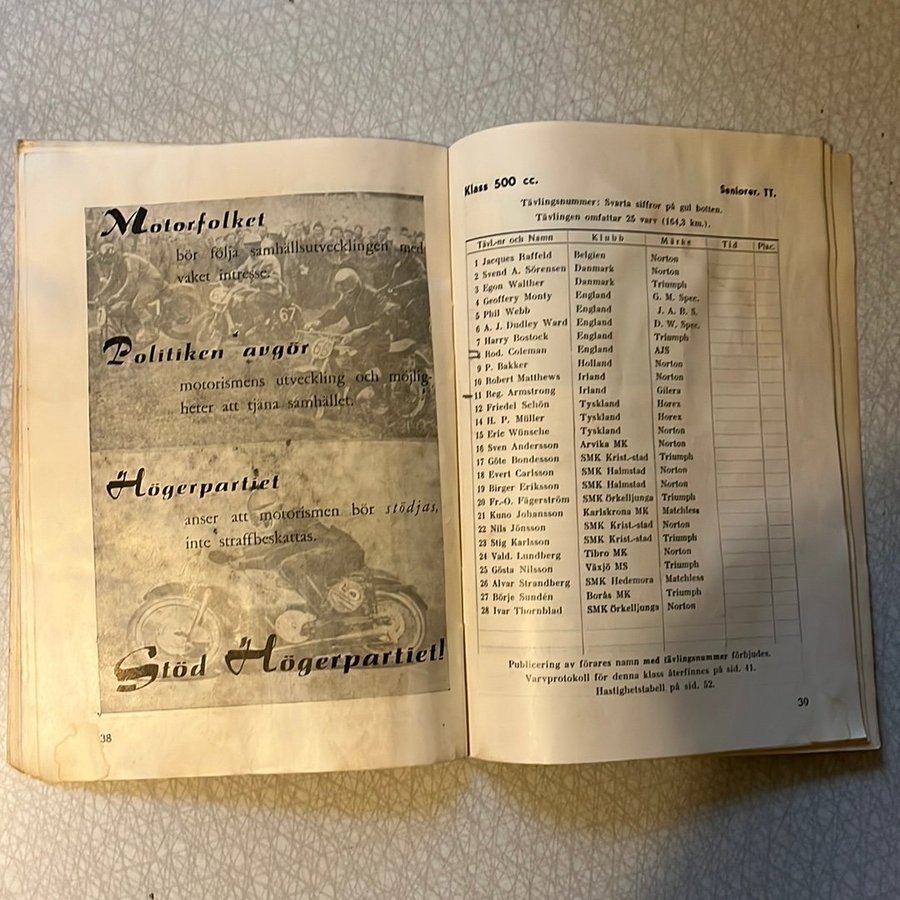 Motorfolket
bör följa samhällsutvecklingen med
vaket intresse.
Politiken avgör
motorismens utveckling och möjlig-
heter att tjäna samhället.
Högerpartiet
anser att motorismen bör stödjas,
inte straffbeskattas.
Stöd Högerpartiet!
38
Klass 500 cc. Seniorer, TT.
Tävlingsnummer: Svarta siffror på gul botten.
Tävlingen omfattar 25 varv (164,3 km.).
Tävl.-nr och Namn Klubb Märke Tid Plac.
1 Jacques Raffeld Belgien Norton
2 Svend A. Sörensen Danmark Norton
3 Egon Walther Danmark Triumph
4 Geoffery Monty England G. M. Spec.
5 Phil Webb England J. A. B. S.
6 A. J. Dudley Ward England D. W. Spec.
7 Harry Bostock England Triumph
Rod. Coleman England AJS
9 P. Bakker Holland Norton
10 Robert Matthews Irland Norton
11 Reg. Armstrong Irland Gilera
12 Friedel Schön Tyskland Horex
14 H. P. Müller Tyskland Horex
15 Eric Wünsche Tyskland Norton
16 Sven Andersson Arvika MK Norton
17 Göte Bondesson SMK Krist.-stad Triumph
18 Evert Carlsson SMK Halmstad Norton
19 Birger Eriksson SMK Halmstad Norton
20 Fr.-O. Fägerström SMK Örkelljunga Triumph
21 Kuno Johansson Karlskrona MK Matchless
22 Nils Jönsson SMK Krist.-stad Norton
23 Stig Karlsson SMK Krist.-stad Triumph
24 Vald. Lundberg Tibro MK Norton
25 Gösta Nilsson Växjö MS Triumph
26 Alvar Strandberg SMK Hedemora Matchless
27 Börje Sundén Borås MK Triumph
28 Ivar Thornblad SMK Örkelljunga Norton
Publicering av förares namn med tävlingsnummer förbjudes.
Varvprotokoll för denna klass återfinnes på sid. 41.
Hastighetstabell på sid. 52.
39